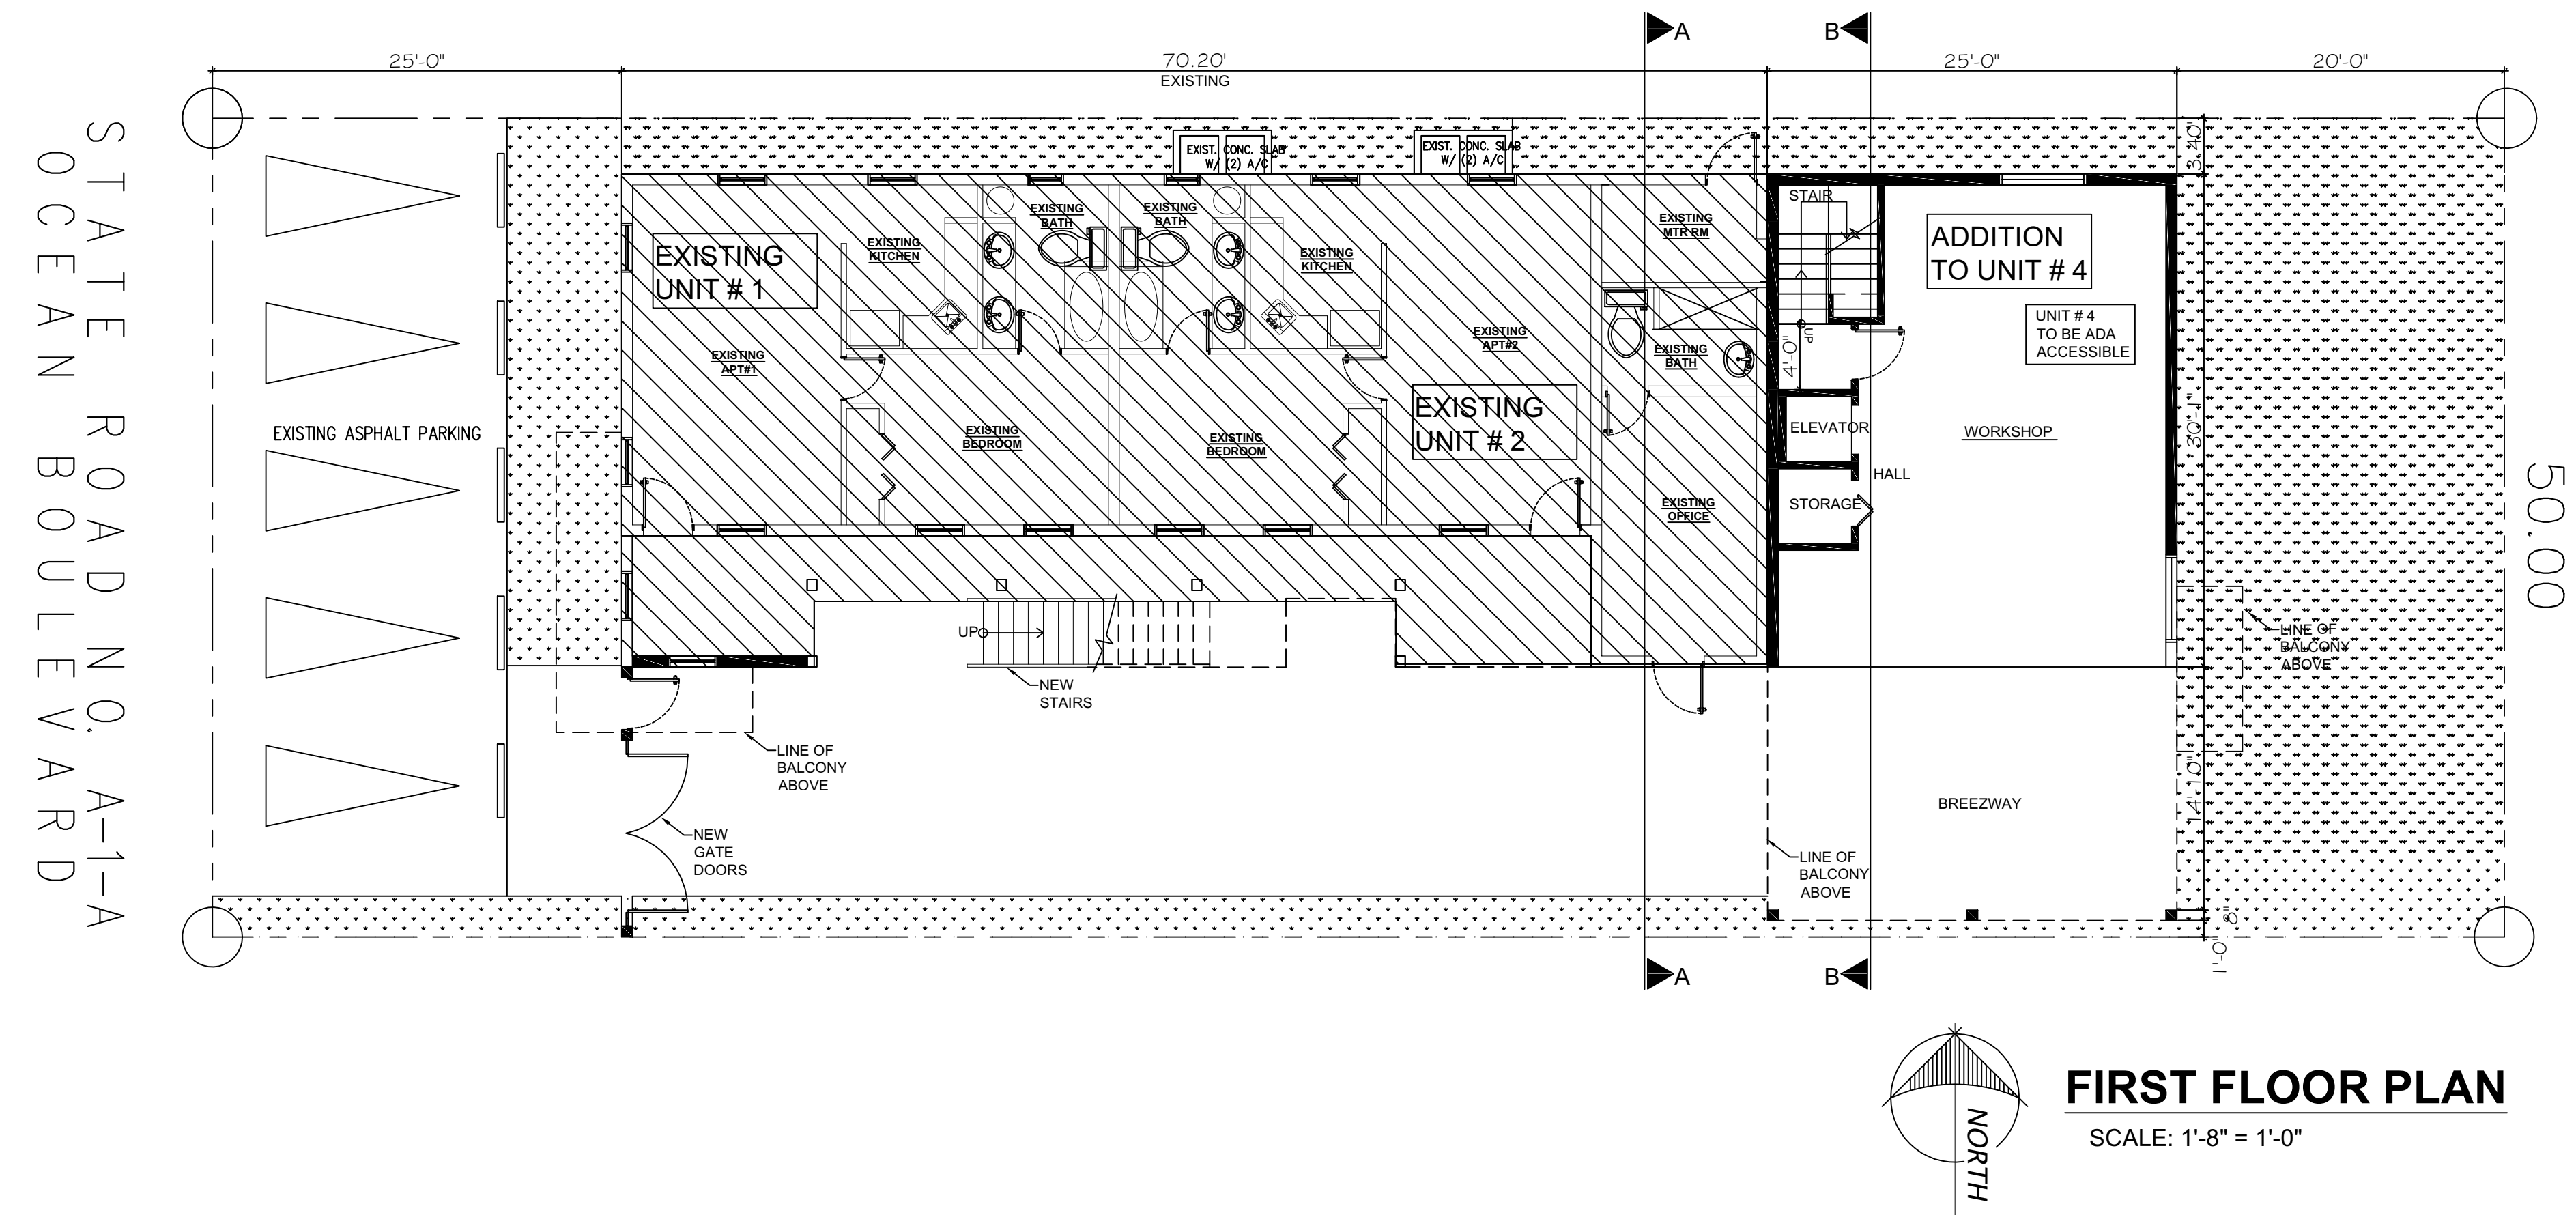 A
B
25'-0"
70.20'
EXISTING
25'-0"
20'-0"
STATE ROAD NO. A-1-A
OCEAN BOULEVARD
EXIST. CONC. SLAB
W/ (2) A/C
EXIST. CONC. SLAB
W/ (2) A/C
3.40'
STAIR
EXISTING
BATH
EXISTING
BATH
EXISTING
MTR RM
EXISTING
UNIT # 1
EXISTING
KITCHEN
EXISTING
KITCHEN
ADDITION
TO UNIT # 4
UNIT # 4
TO BE ADA
ACCESSIBLE
UP
4'-0"
EXISTING
APT#1
EXISTING
APT#2
EXISTING
BATH
EXISTING
UNIT # 2
EXISTING ASPHALT PARKING
EXISTING
BEDROOM
EXISTING
BEDROOM
ELEVATOR
WORKSHOP
30'-1"
HALL
STORAGE
EXISTING
OFFICE
50.00
UP
NEW
STAIRS
LINE OF
BALCONY
ABOVE
LINE OF
BALCONY
ABOVE
NEW
GATE
DOORS
BREEZWAY
14'-10"
LINE OF
BALCONY
ABOVE
8"
1'-0"
A
B
NORTH
FIRST FLOOR PLAN
SCALE: 1'-8" = 1'-0"